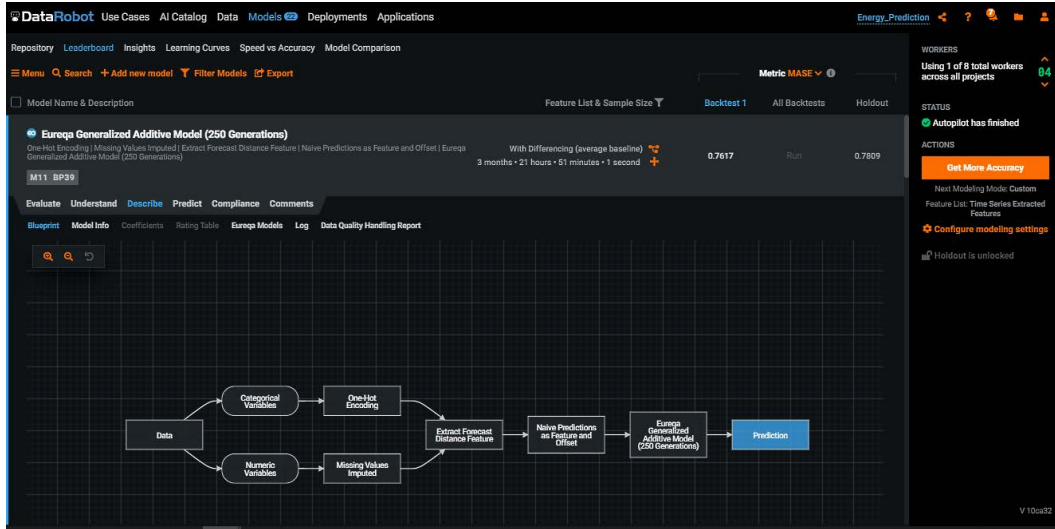 DataRobot Use Cases AI Catalog Data Models 22 Deployments Applications Energy_Prediction ? 7
Repository Leaderboard Insights Learning Curves Speed vs Accuracy Model Comparison
Menu Search + Add new model Filter Models Export
Metric MASE
Model Name & Description Feature List & Sample Size Backtest 1 All Backtests Holdout
Eureqa Generalized Additive Model (250 Generations)
One-Hot Encoding | Missing Values Imputed | Extract Forecast Distance Feature | Naive Predictions as Feature and Offset | Eureqa
Generalized Additive Model (250 Generations)
With Differencing (average baseline)
3 months • 21 hours • 51 minutes • 1 second
0.7617 Run 0.7809
M11 BP39
Evaluate Understand Describe Predict Compliance Comments
Blueprint Model Info Coefficients Rating Table Eureqa Models Log Data Quality Handling Report
Data
Categorical
Variables
One-Hot
Encoding
Numeric
Variables
Missing Values
Imputed
Extract Forecast
Distance Feature
Naive Predictions
as Feature and
Offset
Eureqa
Generalized
Additive Model
(250 Generations)
Prediction
WORKERS
Using 1 of 8 total workers
across all projects
04
STATUS
Autopilot has finished
ACTIONS
Get More Accuracy
Next Modeling Mode: Custom
Feature List: Time Series Extracted
Features
Configure modeling settings
Holdout is unlocked
V 10ca32